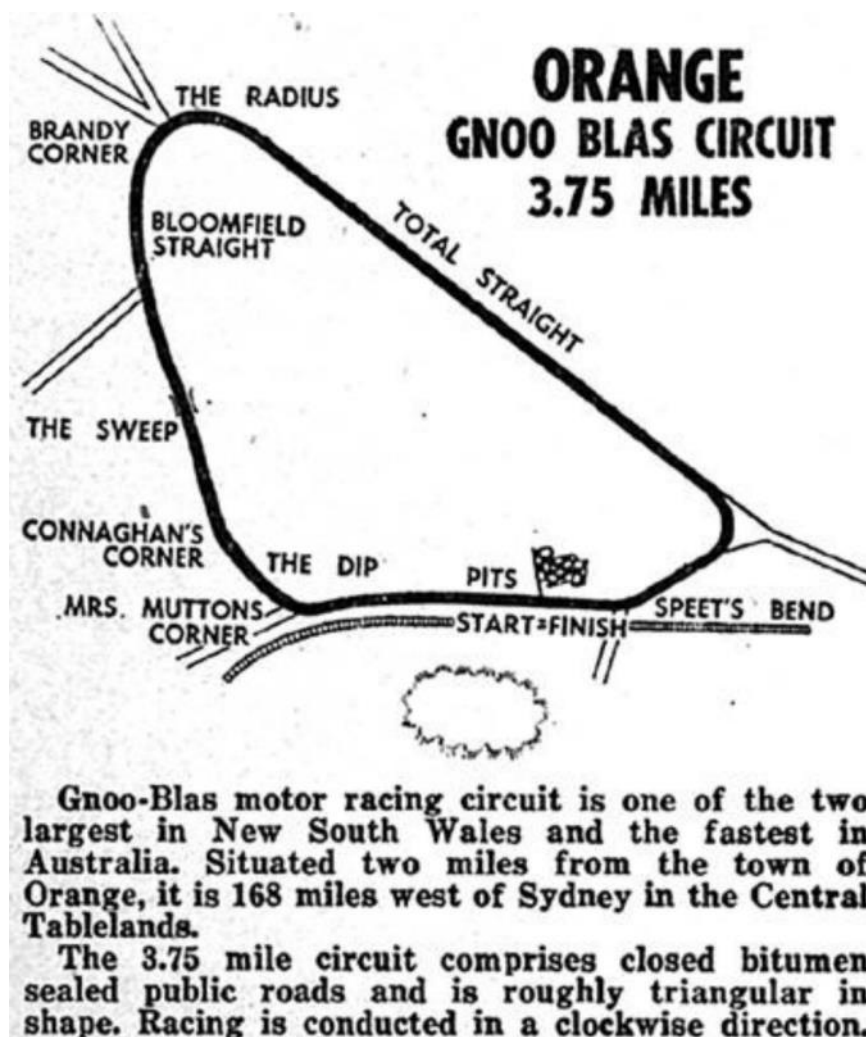 ORANGE
GNOO BLAS CIRCUIT
3.75 MILES
THE RADIUS
BRANDY
CORNER
BLOOMFIELD
STRAIGHT
TOTAL STRAIGHT
THE SWEEP
CONNAGHAN'S
CORNER
THE DIP
PITS
MRS. MUTTONS
CORNER
START=FINISH
SPEET'S BEND
Gnoo-Blas motor racing circuit is one of the two
largest in New South Wales and the fastest in
Australia. Situated two miles from the town of
Orange, it is 168 miles west of Sydney in the Central
Tablelands.
The 3.75 mile circuit comprises closed bitumen
sealed public roads and is roughly triangular in
shape. Racing is conducted in a clockwise direction.